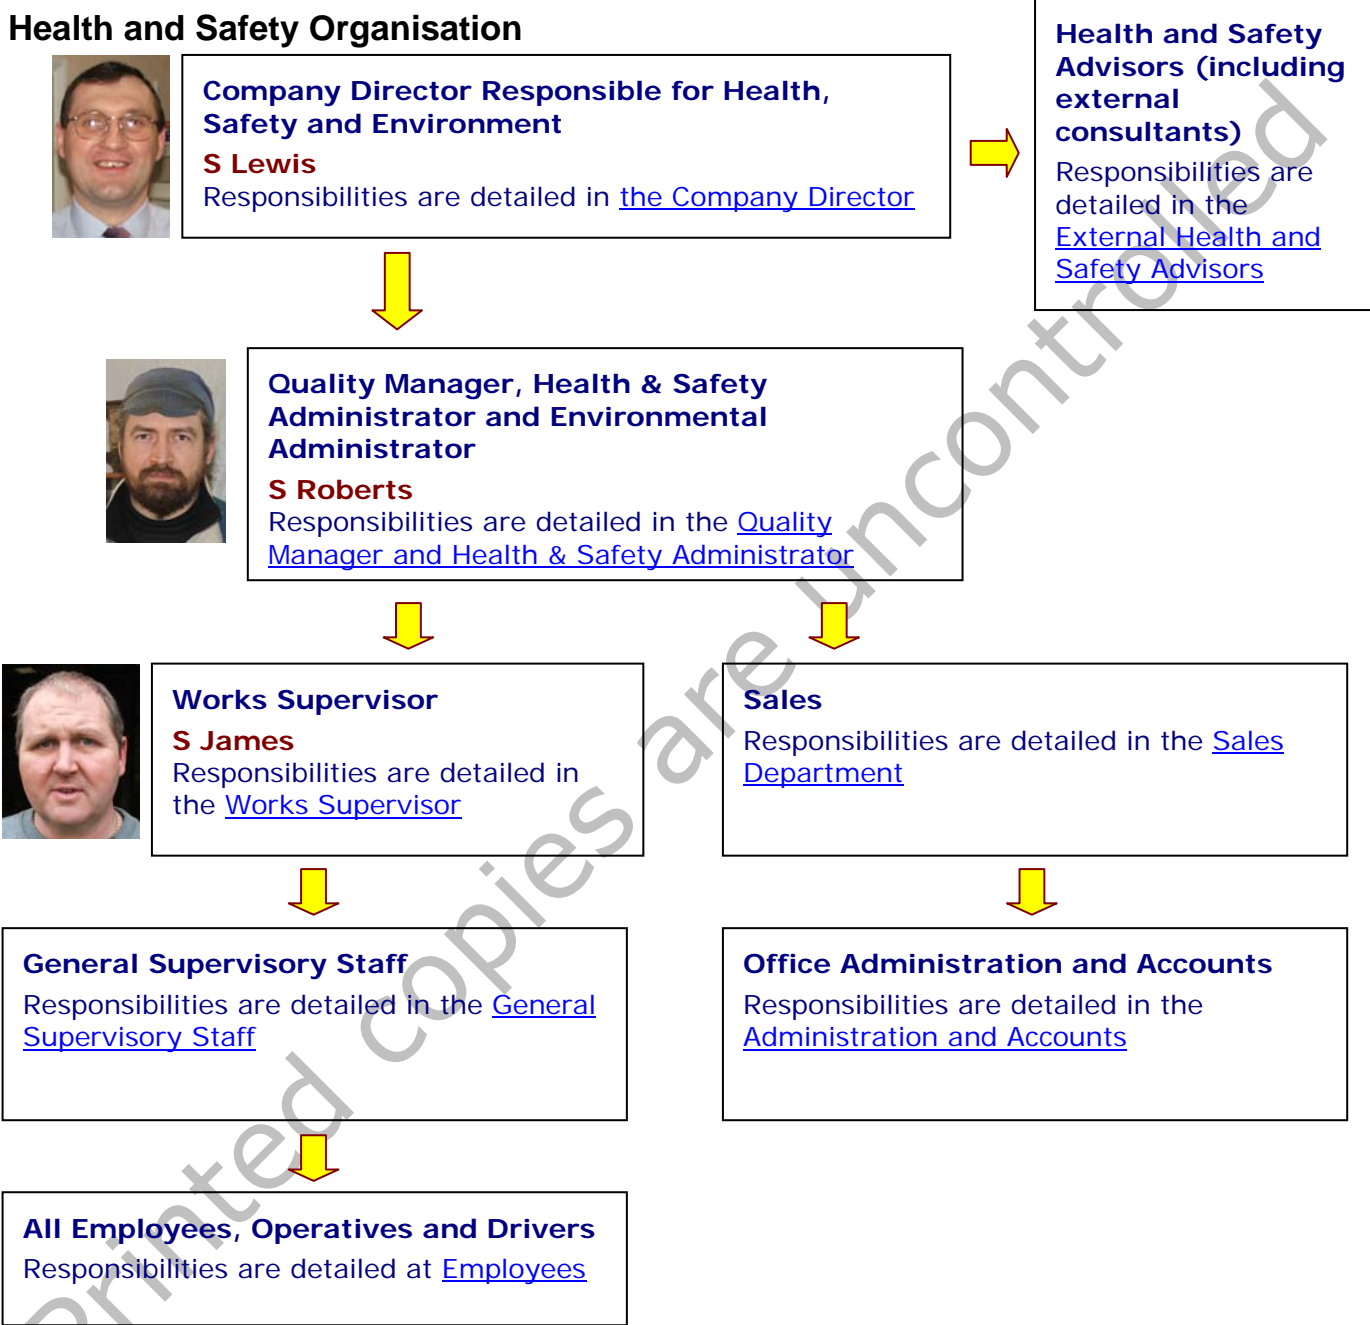 Health and Safety Organisation
Company Director Responsible for Health,
Safety and Environment
S Lewis
Responsibilities are detailed in the Company Director
Health and Safety
Advisors (including
external
consultants)
Responsibilities are
detailed in the
External Health and
Safety Advisors
Quality Manager, Health & Safety
Administrator and Environmental
Administrator
S Roberts
Responsibilities are detailed in the Quality
Manager and Health & Safety Administrator
Works Supervisor
S James
Responsibilities are detailed in
the Works Supervisor
Sales
Responsibilities are detailed in the Sales
Department
General Supervisory Staff
Responsibilities are detailed in the General
Supervisory Staff
Office Administration and Accounts
Responsibilities are detailed in the
Administration and Accounts
All Employees, Operatives and Drivers
Responsibilities are detailed at Employees
Printed copies are uncontrolled